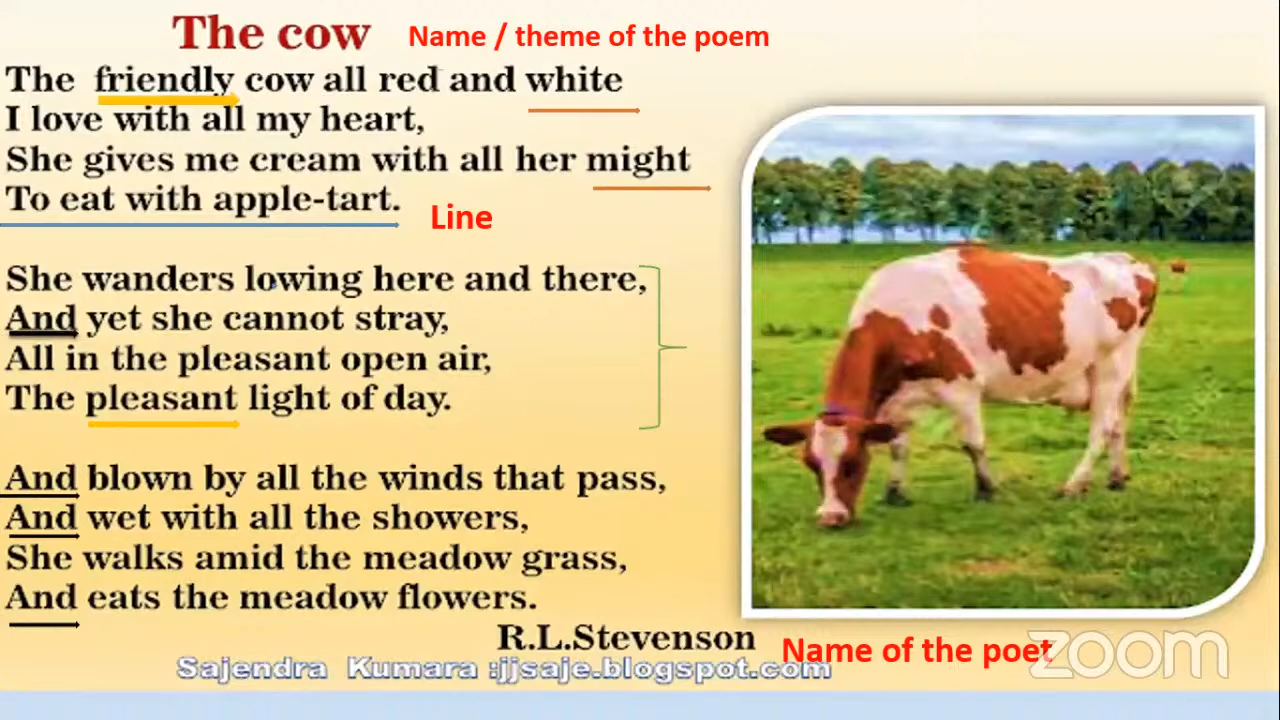 The cow Name / theme of the poem
The friendly cow all red and white
I love with all my heart,
She gives me cream with all her might
To eat with apple-tart.
Line
She wanders lowing here and there,
And yet she cannot stray,
All in the pleasant open air,
The pleasant light of day.
And blown by all the winds that pass,
And wet with all the showers,
She walks amid the meadow grass,
And eats the meadow flowers.
R.L.Stevenson Name of the poet
Sajendra Kumara :jjsaje.blogspot.com
zoom